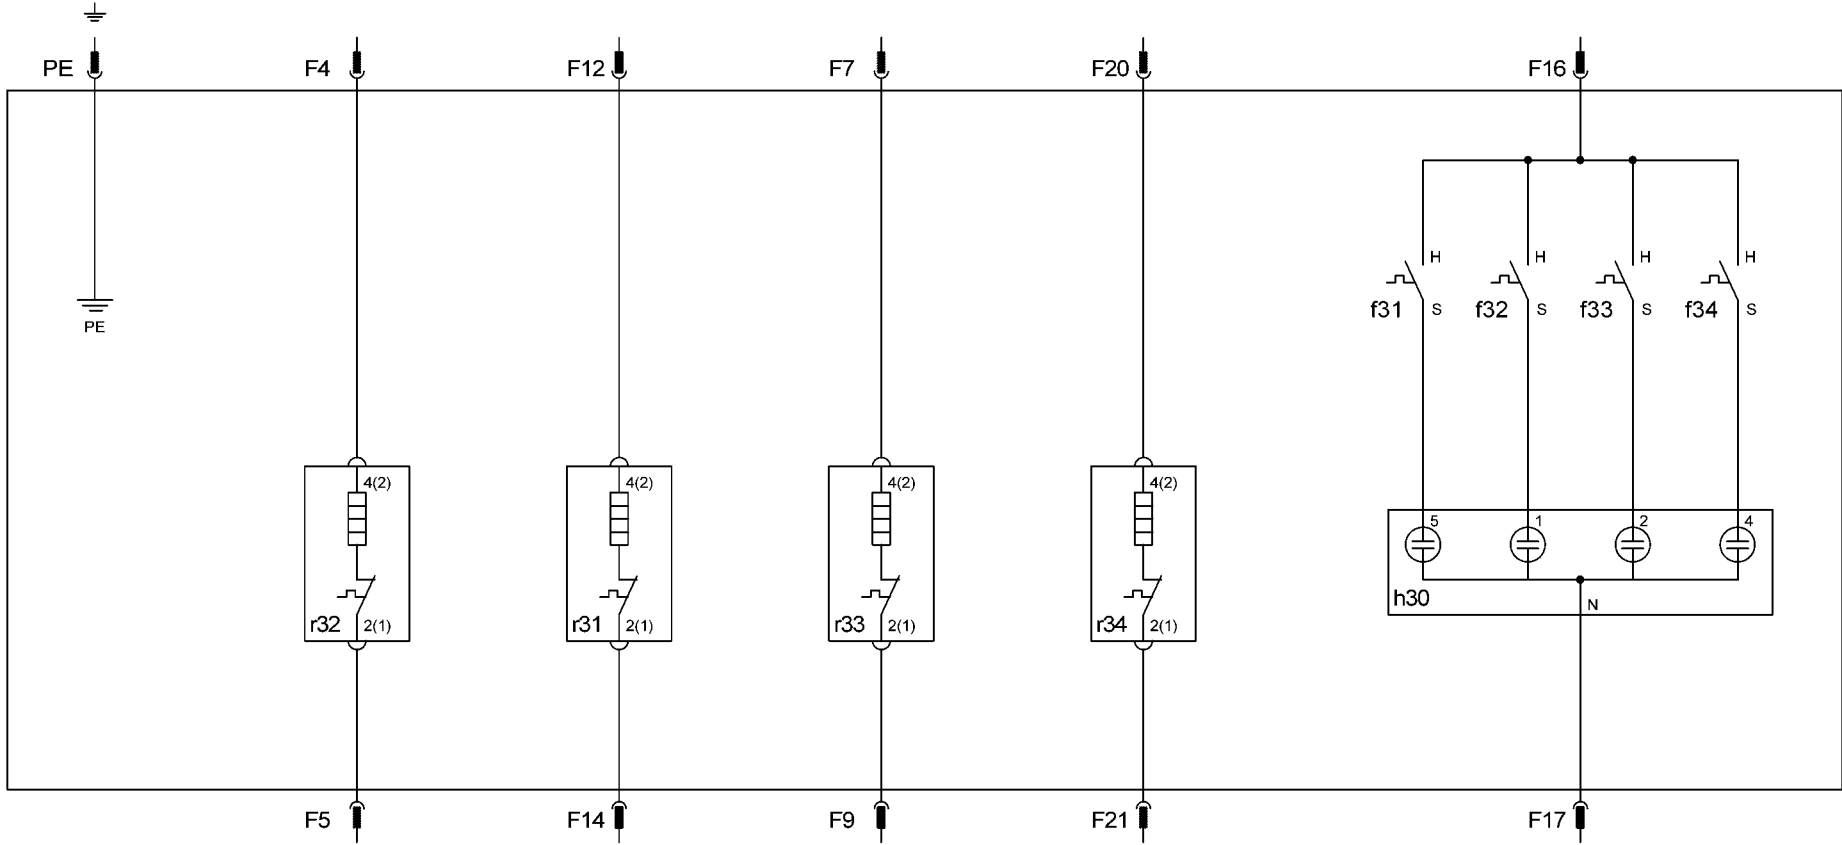 PE F4 F12 F7 F20 F16
H H H H
f31 S f32 S f33 S f34 S
PE
4(2) 4(2) 4(2) 4(2)
5 1 2 4
h30 N
r32 2(1) r31 2(1) r33 2(1) r34 2(1)
F5 F14 F9 F21 F17